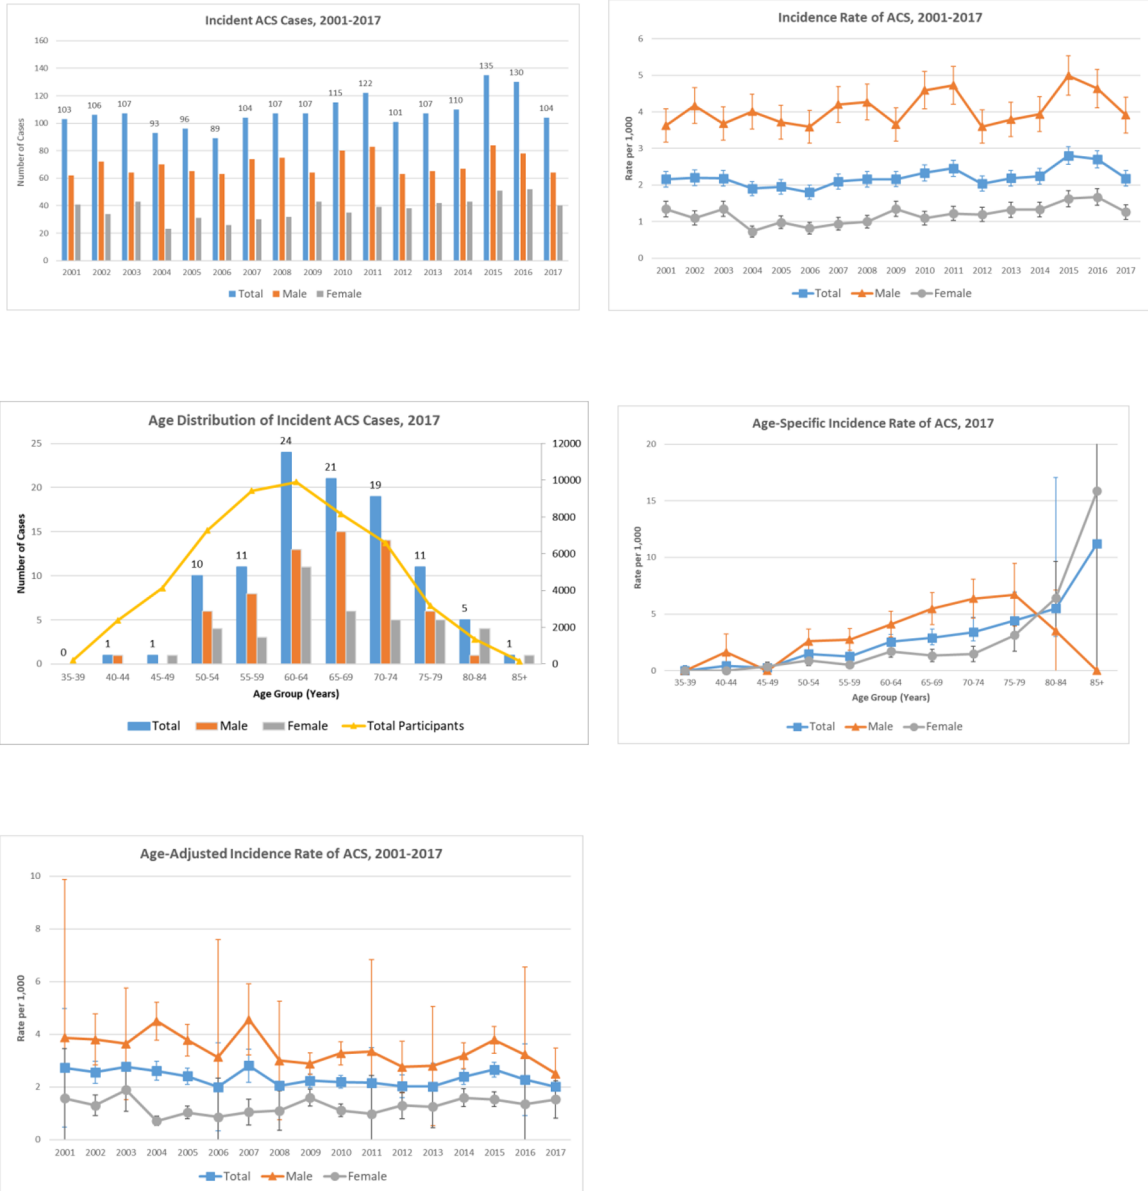 Incident ACS Cases, 2001-2017
160
140
120
100
80
60
40
20
0
Number of Cases
103 106 107 93 96 89 104 107 107 115 122 101 107 110 135 130 104
2001 2002 2003 2004 2005 2006 2007 2008 2009 2010 2011 2012 2013 2014 2015 2016 2017
Total Male Female
Incidence Rate of ACS, 2001-2017
6
5
4
3
2
1
0
Rate per 1,000
2001 2002 2003 2004 2005 2006 2007 2008 2009 2010 2011 2012 2013 2014 2015 2016 2017
Total Male Female
Age Distribution of Incident ACS Cases, 2017
25
20
15
10
5
0
Number of Cases
0 1 1 10 11 24 21 19 11 5 1
12000
10000
8000
6000
4000
2000
0
35-39 40-44 45-49 50-54 55-59 60-64 65-69 70-74 75-79 80-84 85+
Age Group (Years)
Total Male Female Total Participants
Age-Specific Incidence Rate of ACS, 2017
20
15
10
5
0
Rate per 1,000
35-39 40-44 45-49 50-54 55-59 60-64 65-69 70-74 75-79 80-84 85+
Age Group (Years)
Total Male Female
Age-Adjusted Incidence Rate of ACS, 2001-2017
10
8
6
4
2
0
Rate per 1,000
2001 2002 2003 2004 2005 2006 2007 2008 2009 2010 2011 2012 2013 2014 2015 2016 2017
Total Male Female